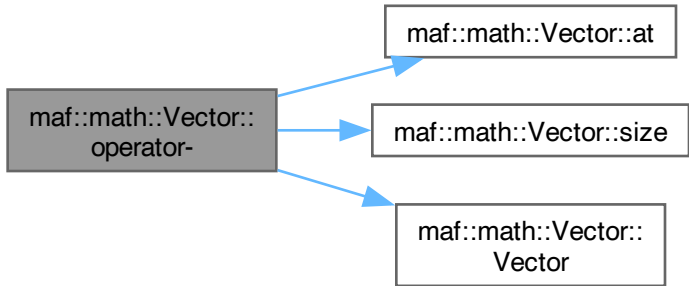 maf::math::Vector::
operator-
maf::math::Vector::at
maf::math::Vector::size
maf::math::Vector::
Vector